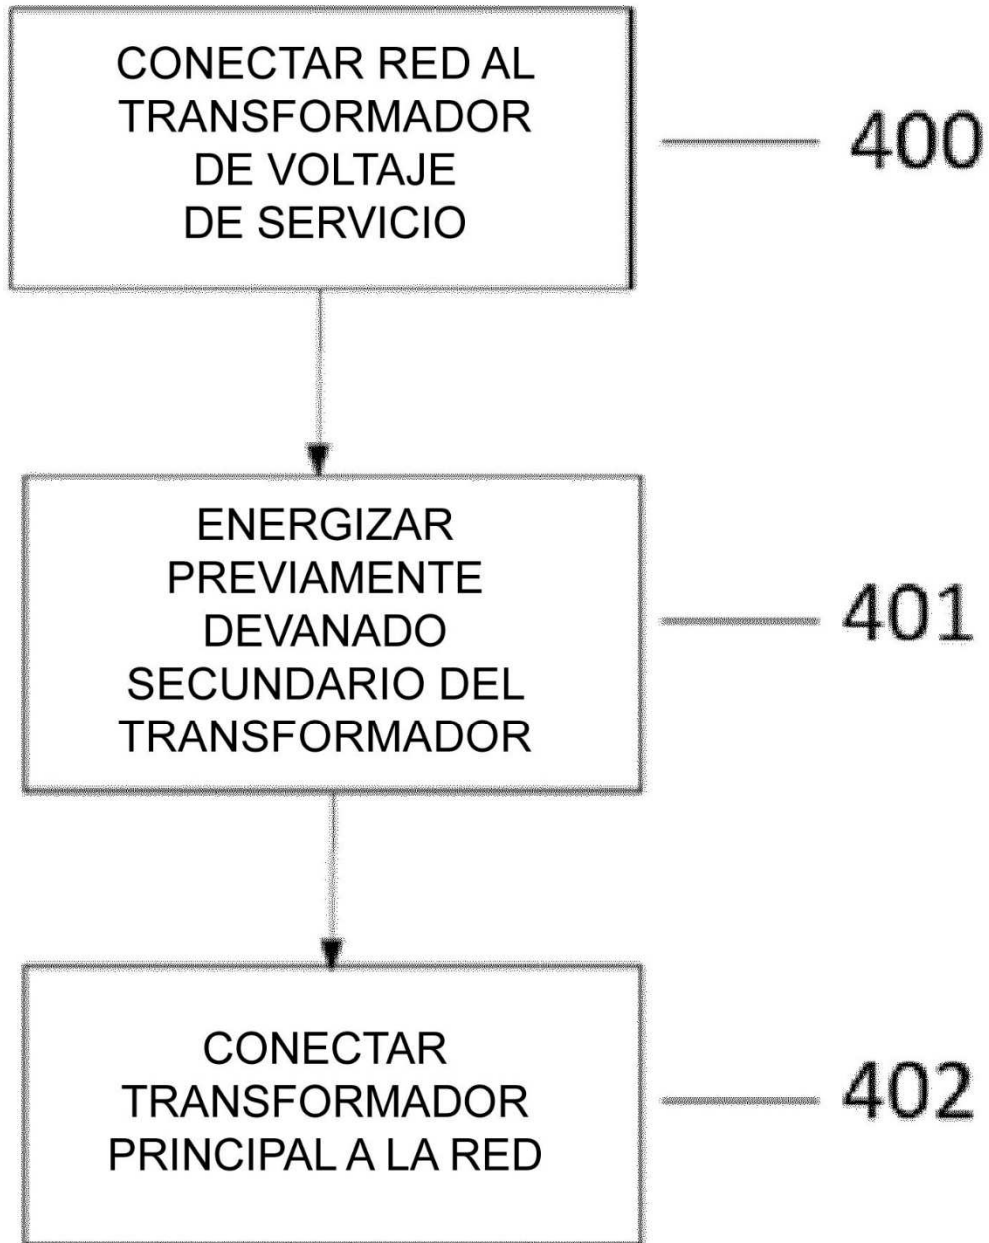 CONECTAR RED AL
TRANSFORMADOR
DE VOLTAJE
DE SERVICIO
400
ENERGIZAR
PREVIAMENTE
DEVANADO
SECUNDARIO DEL
TRANSFORMADOR
401
CONECTAR
TRANSFORMADOR
PRINCIPAL A LA RED
402